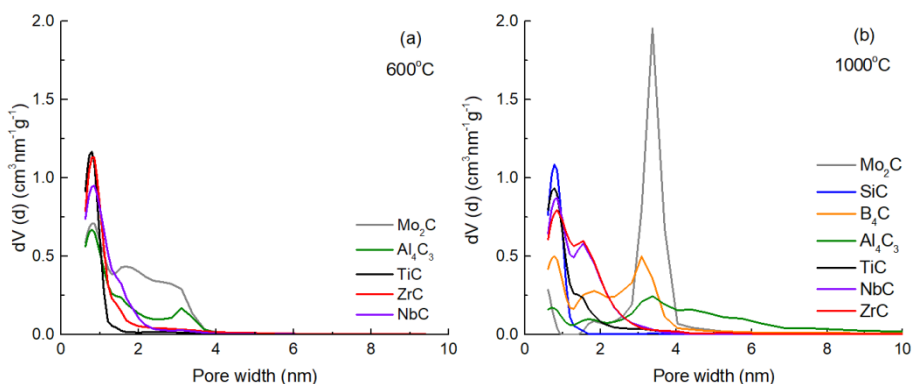 (a)
600°C
2.0
1.5
1.0
0.5
0.0
dV (d) (cm³nm⁻¹g⁻¹)
Mo₂C
Al₄C₃
TiC
ZrC
NbC
0 2 4 6 8 10
Pore width (nm)
(b)
1000°C
2.0
1.5
1.0
0.5
0.0
dV (d) (cm³nm⁻¹g⁻¹)
Mo₂C
SiC
B₄C
Al₄C₃
TiC
NbC
ZrC
0 2 4 6 8 10
Pore width (nm)